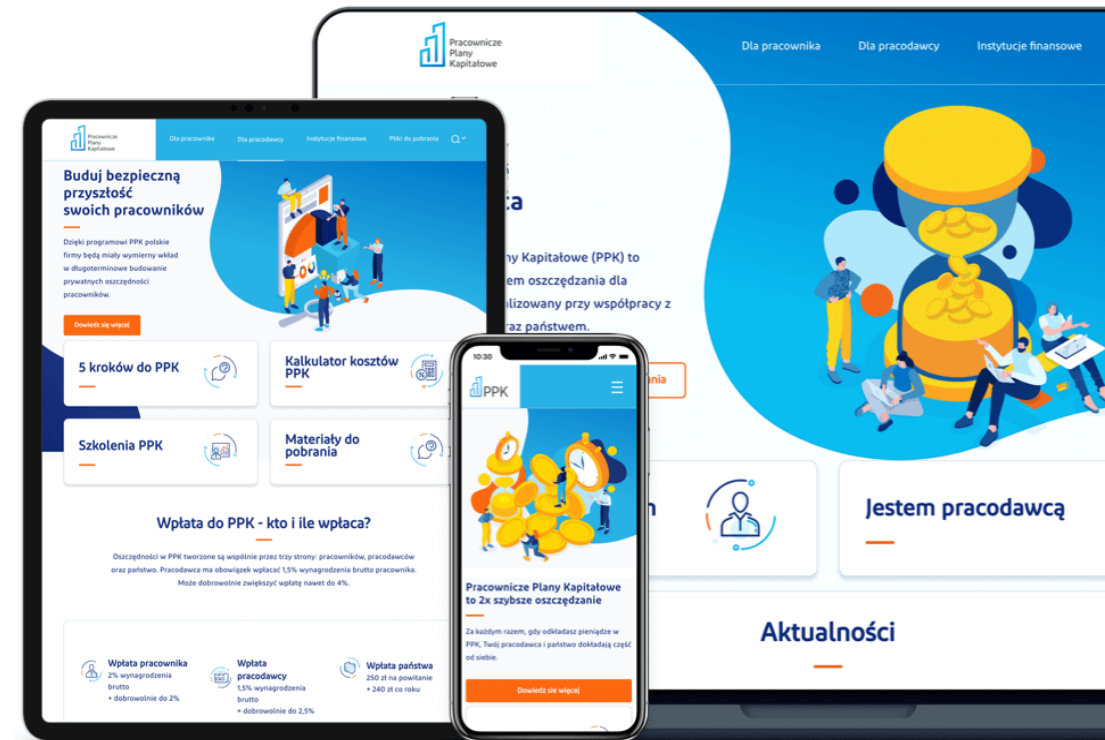 Pracownicze
Plany
Kapitałowe
Dla pracownika
Dla pracodawcy
Instytucje finansowe
ny Kapitałowe (PPK) to
em oszczędzania dla
alizowany przy współpracy z
raz państwem.
Jestem pracodawcą
Aktualności
Pracownicze
Plany
Kapitałowe
Dla pracownika
Dla pracodawcy
Instytucje finansowe
Pliki do pobrania
Buduj bezpieczną
przyszłość
swoich pracowników
Dzięki programowi PPK polskie
firmy będą miały wymierny wkład
w długoterminowe budowanie
prywatnych oszczędności
pracowników.
Dowiedz się więcej
5 kroków do PPK
Kalkulator kosztów
PPK
Szkolenia PPK
Materiały do
pobrania
Wpłata do PPK - kto i ile wpłaca?
Oszczędności w PPK tworzone są wspólnie przez trzy strony: pracowników, pracodawców
oraz państwo. Pracodawca ma obowiązek wpłacać 1,5% wynagrodzenia brutto pracownika.
Może dobrowolnie zwiększyć wpłatę nawet do 4%.
Wpłata pracownika
2% wynagrodzenia
brutto
+ dobrowolnie do 2%
Wpłata
pracodawcy
1,5% wynagrodzenia
brutto
+ dobrowolnie do 2,5%
Wpłata państwa
250 zł na powitanie
+ 240 zł co roku
10:30
PPK
Pracownicze Plany Kapitałowe
to 2x szybsze oszczędzanie
Za każdym razem, gdy odkładasz pieniądze w
PPK, Twój pracodawca i państwo dokładają część
od siebie.
Dowiedz się więcej